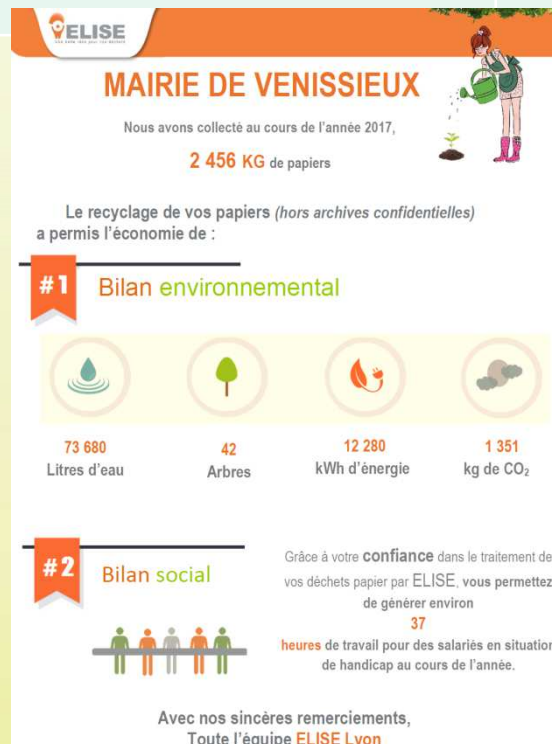 ELISE
MAIRIE DE VENISSIEUX
Nous avons collecté au cours de l'année 2017,
2 456 KG de papiers
Le recyclage de vos papiers (hors archives confidentielles)
a permis l'économie de :
#1 Bilan environnemental
73 680
Litres d'eau
42
Arbres
12 280
kWh d'énergie
1 351
kg de CO₂
#2 Bilan social
Grâce à votre confiance dans le traitement de
vos déchets papier par ELISE, vous permettez
de générer environ
37
heures de travail pour des salariés en situation
de handicap au cours de l'année.
Avec nos sincères remerciements,
Toute l'équipe ELISE Lyon